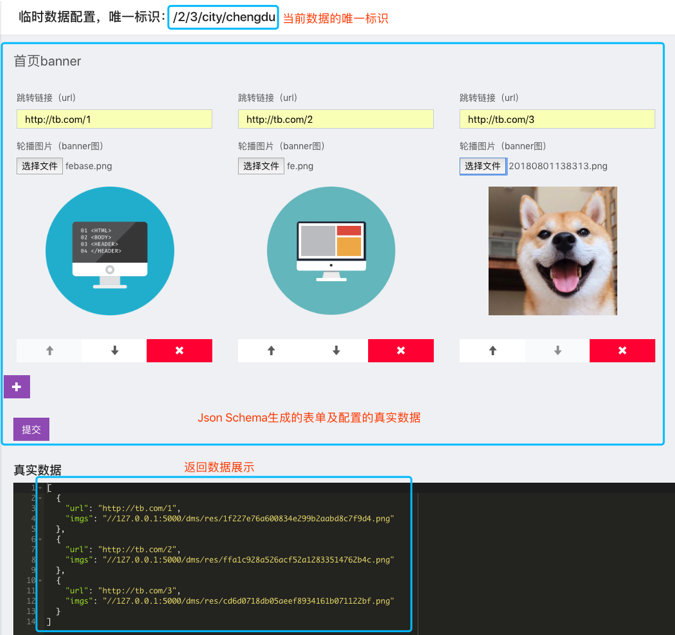 临时数据配置，唯一标识： /2/3/city/chengdu 当前数据的唯一标识
首页banner
跳转链接（url） 跳转链接（url） 跳转链接（url）
http://tb.com/1 http://tb.com/2 http://tb.com/3
轮播图片（banner图） 轮播图片（banner图） 轮播图片（banner图）
选择文件 febase.png 选择文件 fe.png 选择文件 20180801138313.png
01 <HTML>
02 <BODY>
03 <HEADER>
04 </HEADER>
Json Schema生成的表单及配置的真实数据
提交
真实数据 返回数据展示
1 [
2 {
3 "url": "http://tb.com/1",
4 "imgs": "//127.0.0.1:5000/dms/res/1f227e76a600834e299b2aabd8c7f9d4.png"
5 },
6 {
7 "url": "http://tb.com/2",
8 "imgs": "//127.0.0.1:5000/dms/res/ffa1c928a526acf52a12833514762b4c.png"
9 },
10 {
11 "url": "http://tb.com/3",
12 "imgs": "//127.0.0.1:5000/dms/res/cd6d0718db05aeef8934161b071122bf.png"
13 }
14 ]